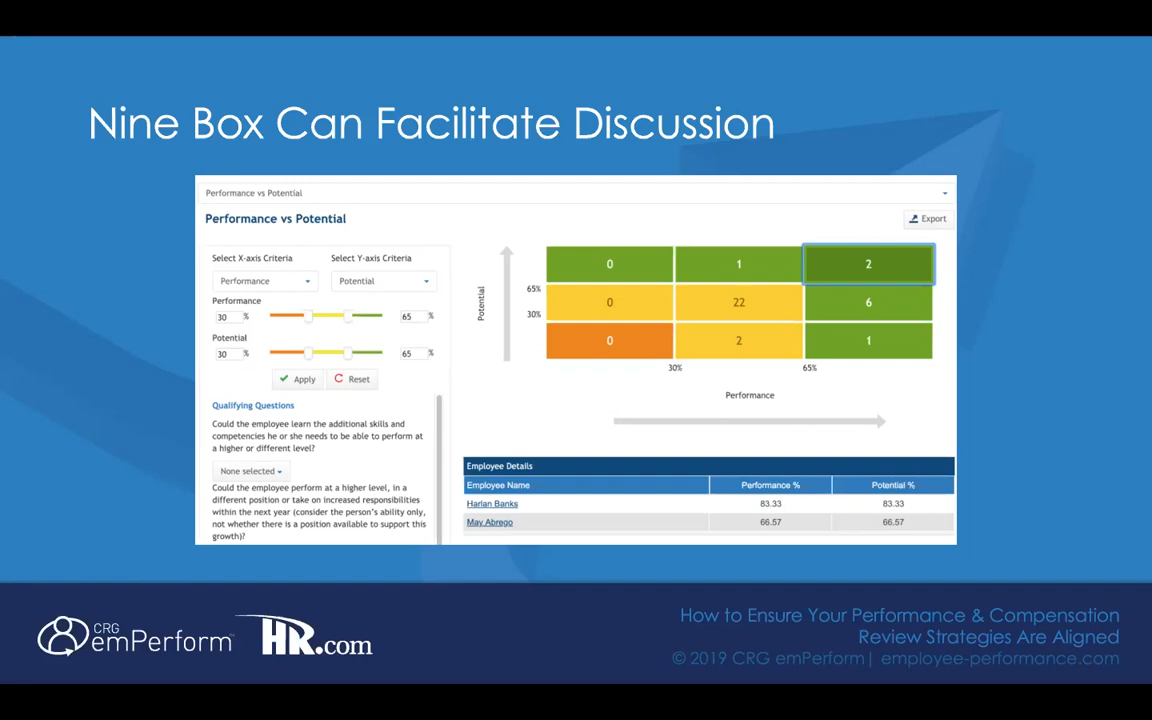 Nine Box Can Facilitate Discussion
Performance vs Potential
Performance vs Potential
Export
Select X-axis Criteria
Select Y-axis Criteria
Performance
Potential
Performance
30 %
65 %
Potential
30 %
65 %
Apply
Reset
Qualifying Questions
Could the employee learn the additional skills and
competencies he or she needs to be able to perform at
a higher or different level?
None selected
Could the employee perform at a higher level, in a
different position or take on increased responsibilities
within the next year (consider the person's ability only,
not whether there is a position available to support this
growth)?
Potential
65%
30%
0 1 2
0 22 6
0 2 1
30% 65%
Performance
Employee Details
Employee Name Performance % Potential %
Harlan Banks 83.33 83.33
May Abrego 66.57 66.57
CRG
emPerform™
HR.com
How to Ensure Your Performance & Compensation
Review Strategies Are Aligned
© 2019 CRG emPerform| employee-performance.com